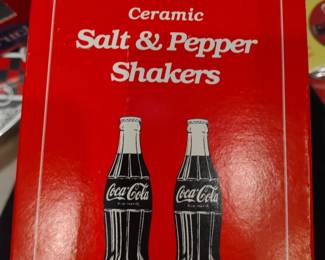 Ceramic
Salt & Pepper
Shakers
Coca-Cola Coca-Cola